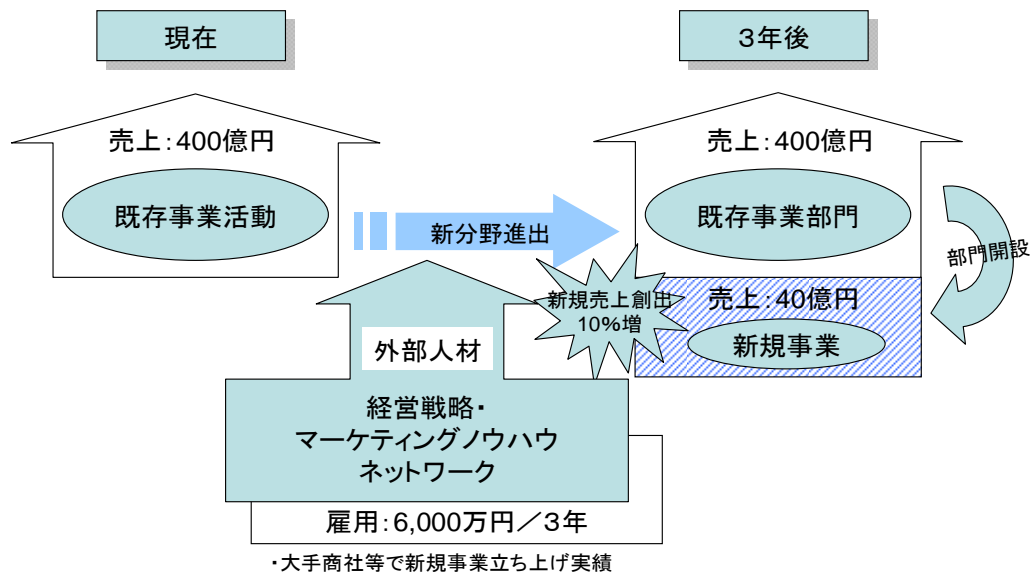 現在
売上：400億円
既存事業活動
新分野進出
外部人材
経営戦略・
マーケティングノウハウ
ネットワーク
雇用：6,000万円／3年
・大手商社等で新規事業立ち上げ実績
3年後
売上：400億円
既存事業部門
部門開設
新規売上創出
10％増
売上：40億円
新規事業